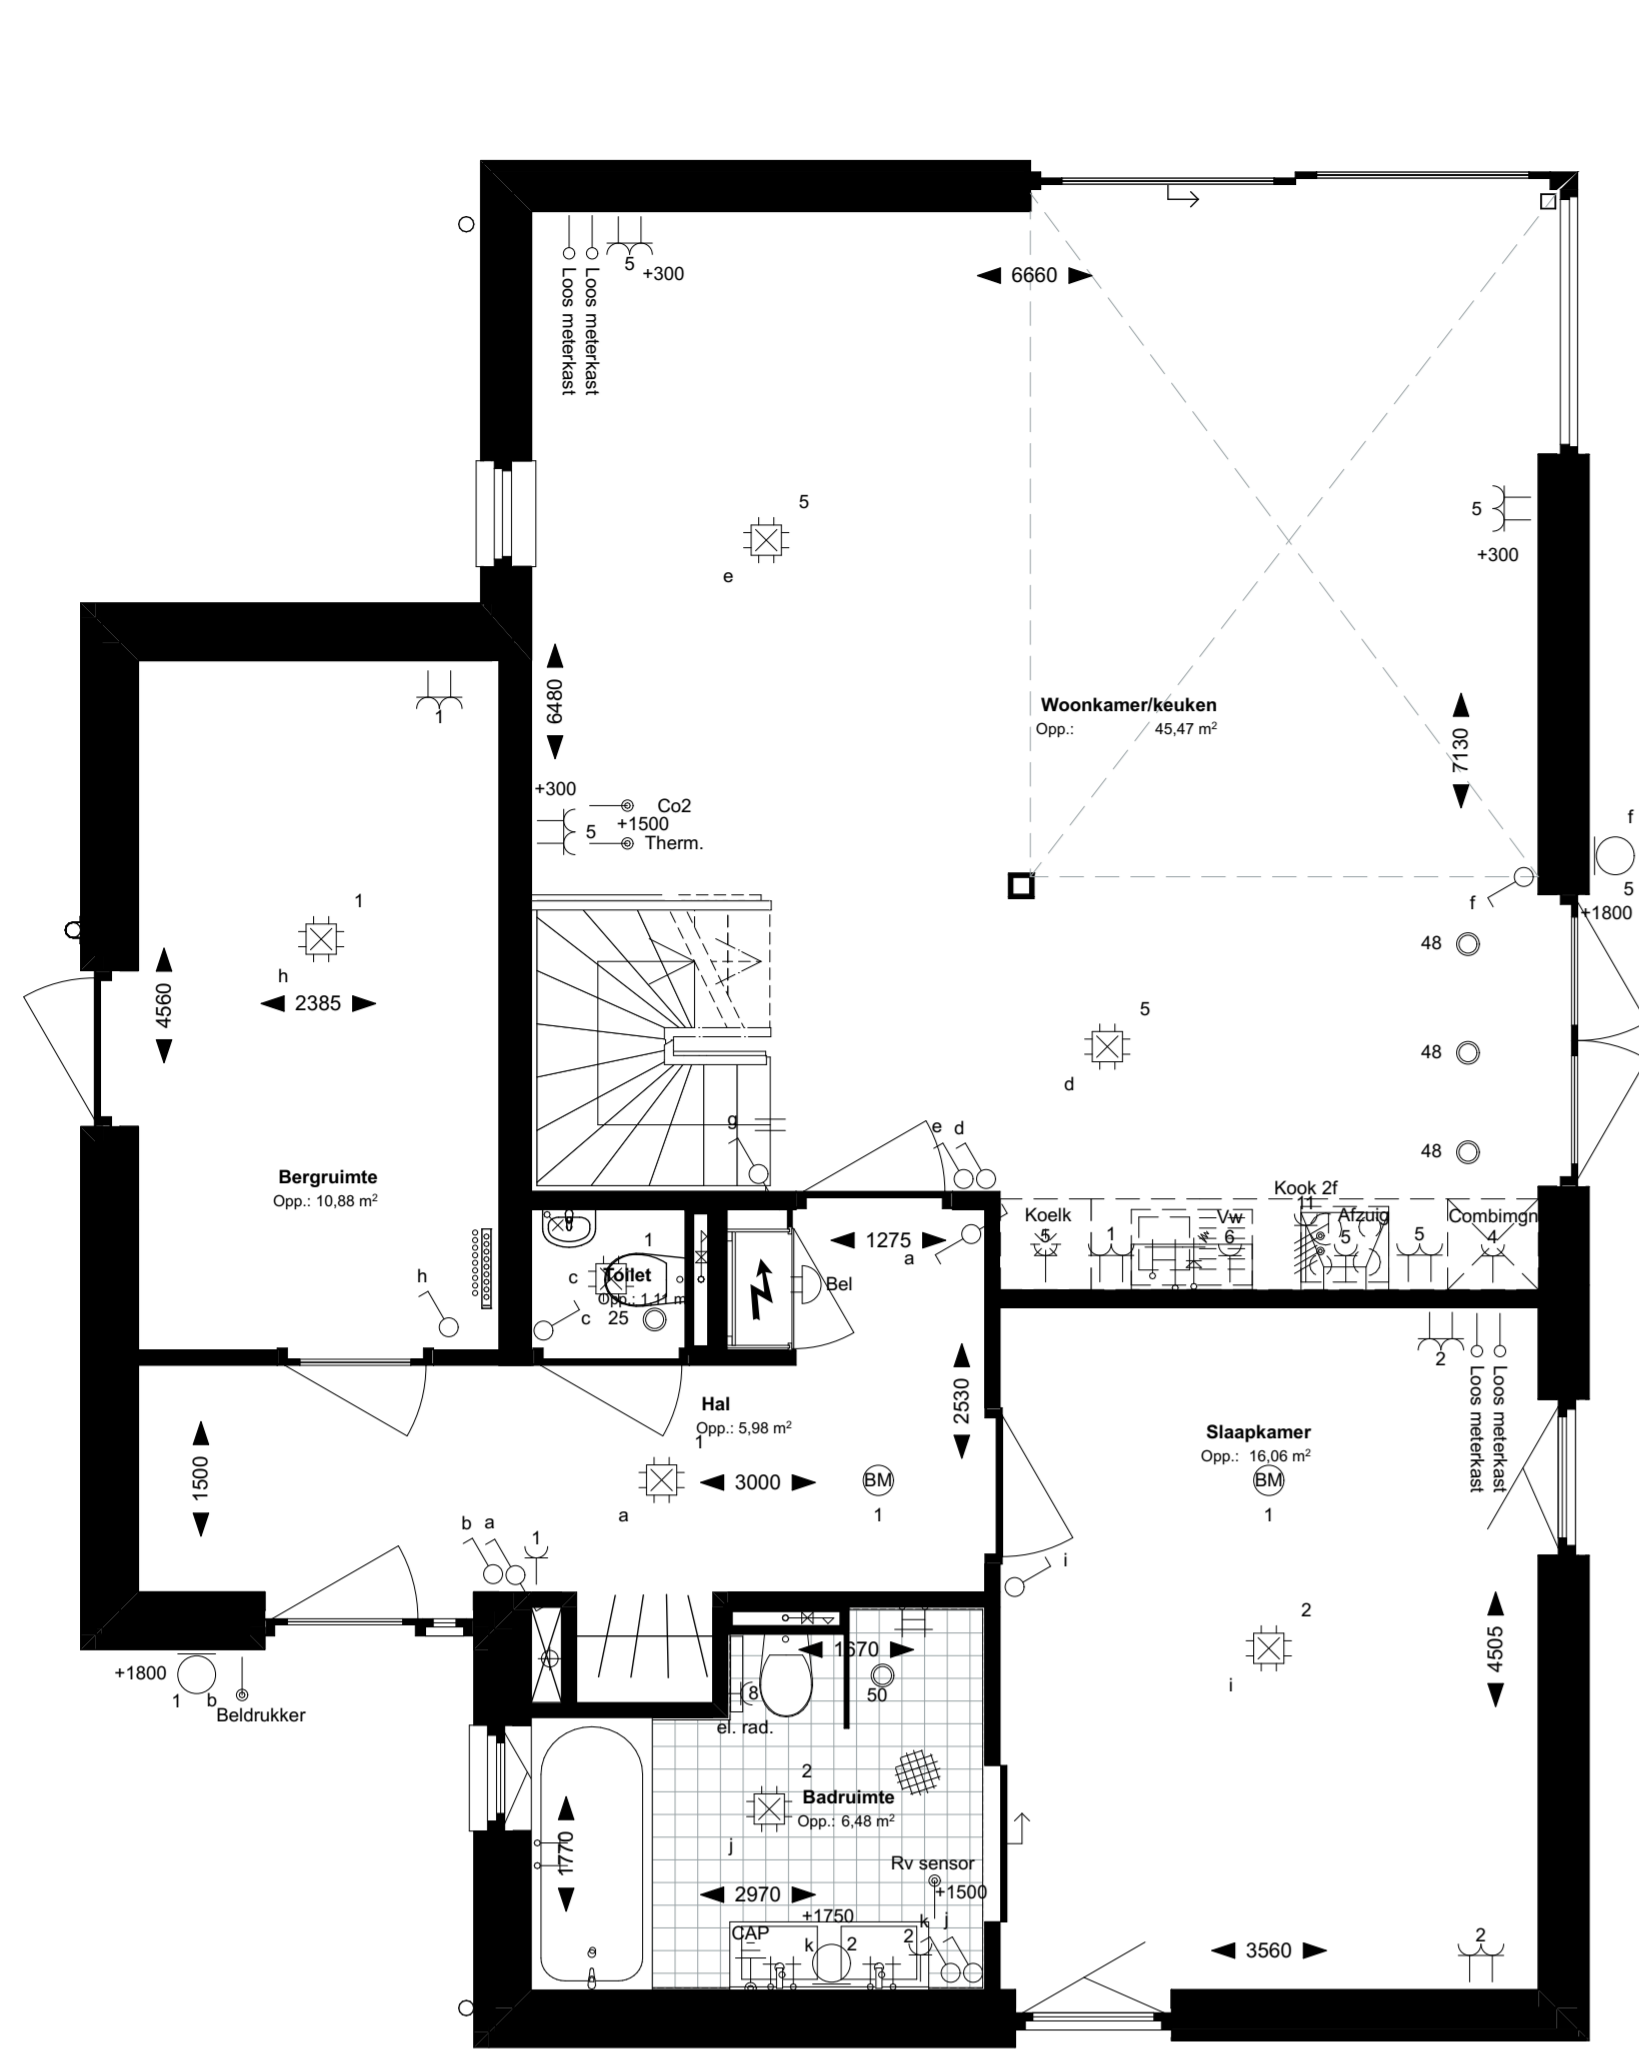 Loos meterkast
Loos meterkast
5
+300
6660
5
e
5
+300
6480
Woonkamer/keuken
Opp.: 45,47 m²
7130
1
+300
5
Co2
+1500
Therm.
f
5
+1800
f
1
h
4560
2385
48
5
d
48
48
g
e d
Bergruimte
Opp.: 10,88 m²
Kook 2f
11
Koelk
5
1
Vw
6
Afzuig
5
5
Combimgn
4
1275
a
Bel
1
c
Toilet
Opp.: 1,11 m
c 25
h
2
Loos meterkast
Loos meterkast
Hal
Opp.: 5,98 m²
1
2530
Slaapkamer
Opp.: 16,06 m²
1500
3000
BM
1
BM
1
a
b a
1
i
2
i
4505
+1800
1 b
Beldrukker
1670
8
50
el. rad.
2
Badruimte
Opp.: 6,48 m²
j
1770
Rv sensor
+1500
2970
+1750
CAP
k 2
2
k j
3560
2